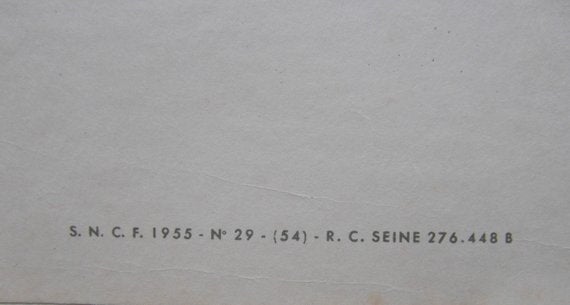 S. N. C. F. 1955 - N° 29 - (54) - R. C. SEINE 276.448 B